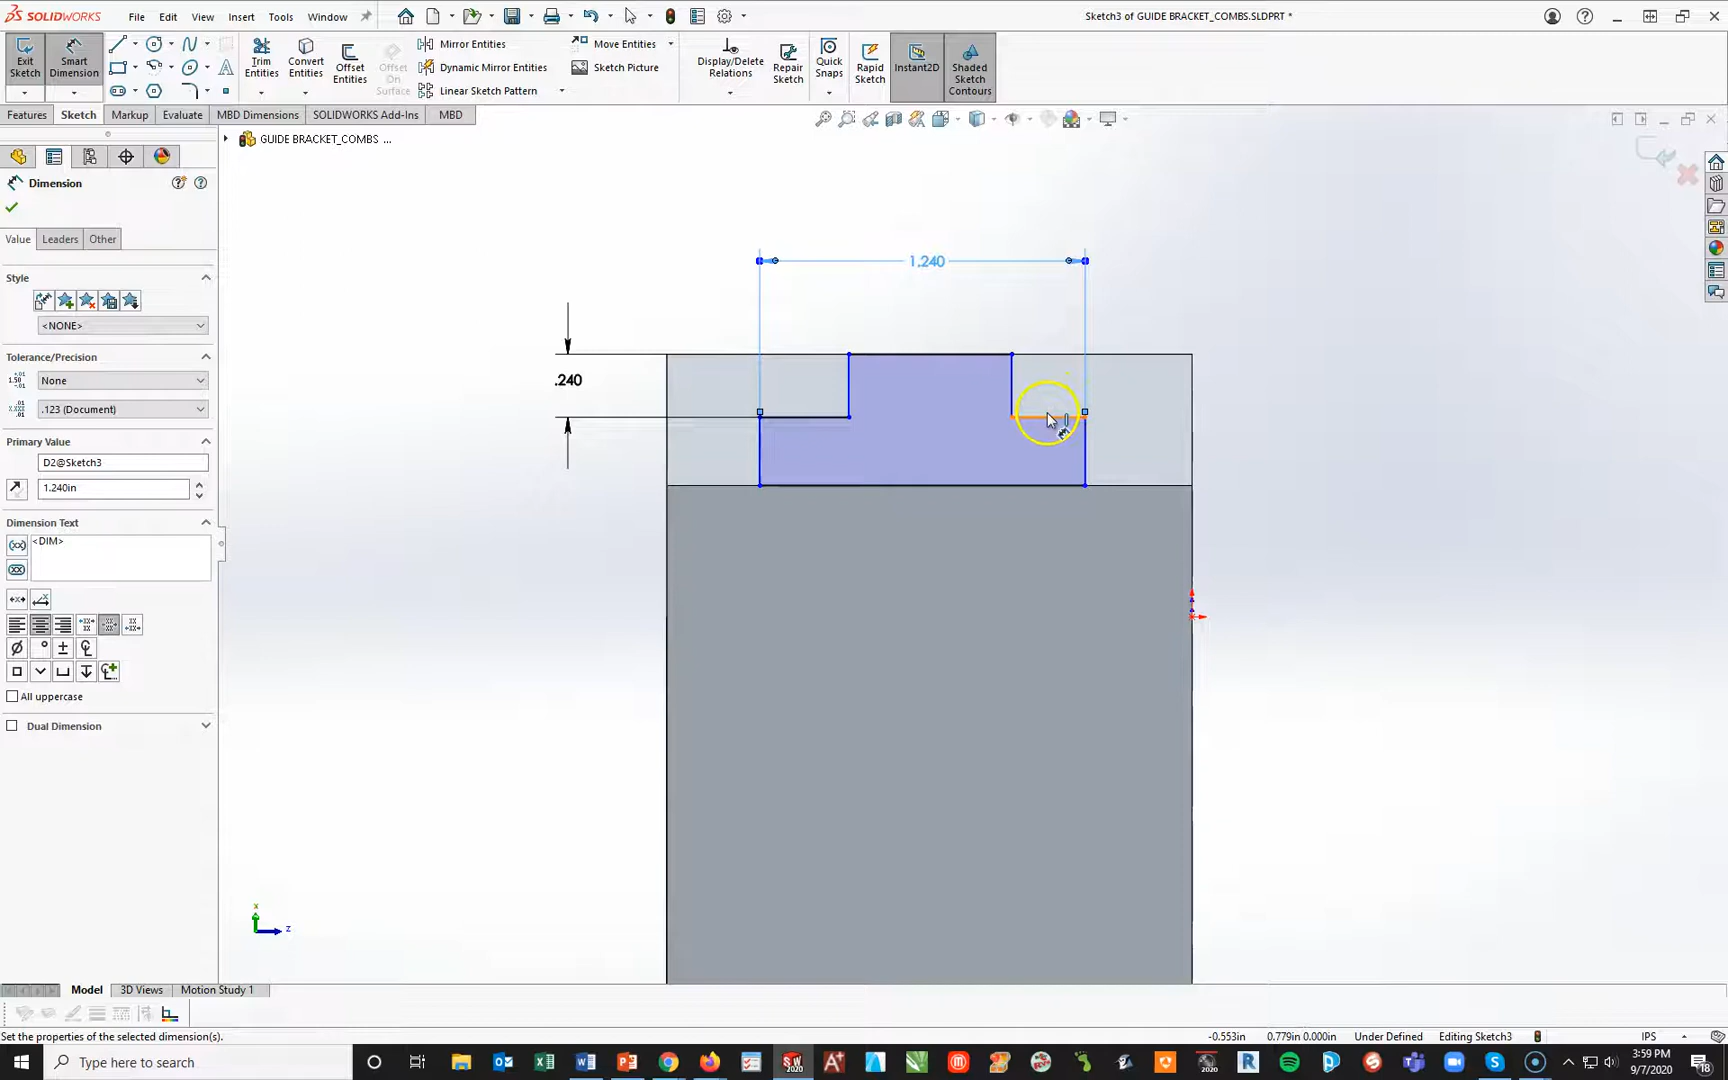 SOLIDWORKS File Edit View Insert Tools Window Sketch3 of GUIDE BRACKET_COMBS.SLDPRT *
Exit Sketch
Smart Dimension
Trim Entities
Convert Entities
Offset Entities
Offset On Surface
Mirror Entities
Dynamic Mirror Entities
Linear Sketch Pattern
Move Entities
Sketch Picture
Display/Delete Relations
Repair Sketch
Quick Snaps
Rapid Sketch
Instant2D
Shaded Sketch Contours
Features Sketch Markup Evaluate MBD Dimensions SOLIDWORKS Add-Ins MBD
GUIDE BRACKET_COMBS ...
Dimension
Value Leaders Other
Style
<NONE>
Tolerance/Precision
None
.123 (Document)
Primary Value
D2@Sketch3
1.240in
Dimension Text
<DIM>
All uppercase
Dual Dimension
1.240
.240
x
z
Model 3D Views Motion Study 1
Set the properties of the selected dimension(s). -0.553in 0.779in 0.000in Under Defined Editing Sketch3 IPS
Type here to search
3:59 PM
9/7/2020
18